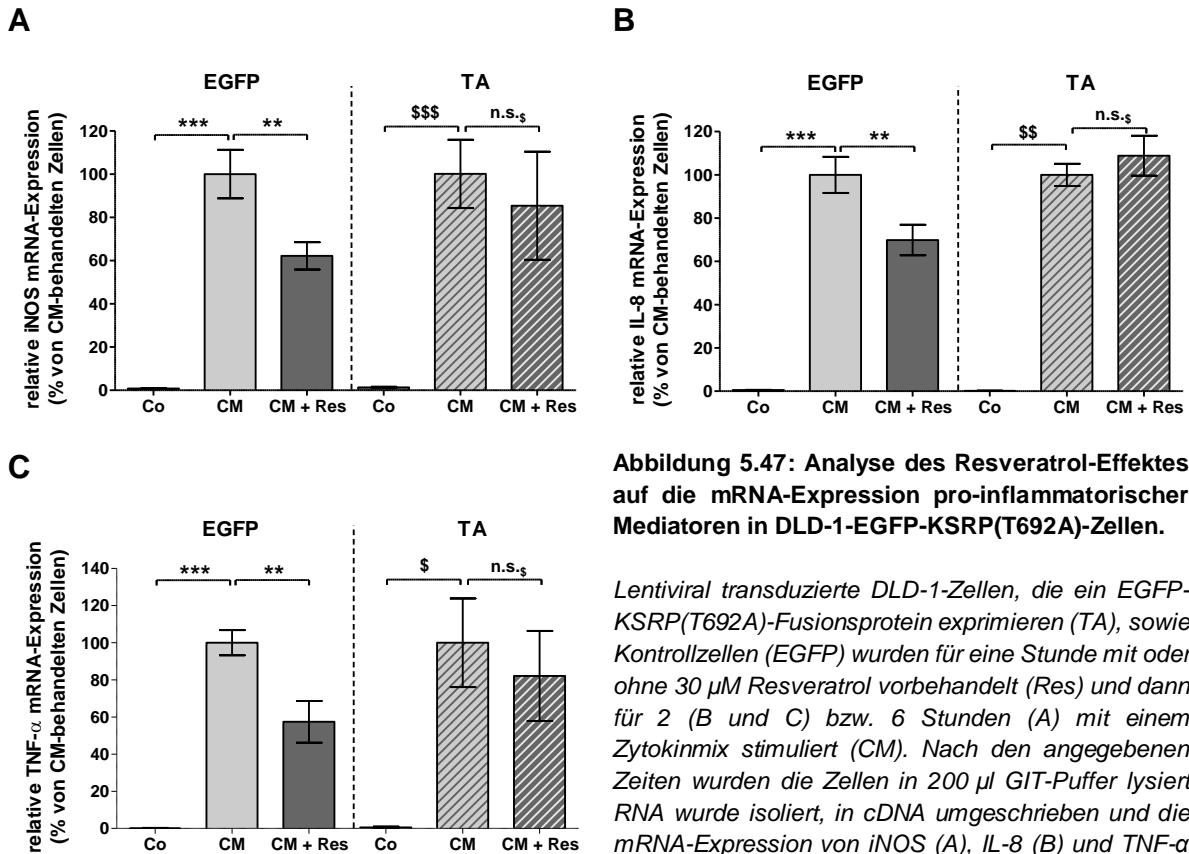 A
EGFP
TA
***
**
$$$
n.s.$
relative iNOS mRNA-Expression
(% von CM-behandelten Zellen)
120
100
80
60
40
20
0
Co
CM
CM + Res
Co
CM
CM + Res
B
EGFP
TA
***
**
$$
n.s.$
relative IL-8 mRNA-Expression
(% von CM-behandelten Zellen)
120
100
80
60
40
20
0
Co
CM
CM + Res
Co
CM
CM + Res
C
EGFP
TA
***
**
$
n.s.$
relative TNF-α mRNA-Expression
(% von CM-behandelten Zellen)
140
120
100
80
60
40
20
0
Co
CM
CM + Res
Co
CM
CM + Res
Abbildung 5.47: Analyse des Resveratrol-Effektes
auf die mRNA-Expression pro-inflammatorischer
Mediatoren in DLD-1-EGFP-KSRP(T692A)-Zellen.
Lentiviral transduzierte DLD-1-Zellen, die ein EGFP-
KSRP(T692A)-Fusionsprotein exprimieren (TA), sowie
Kontrollzellen (EGFP) wurden für eine Stunde mit oder
ohne 30 µM Resveratrol vorbehandelt (Res) und dann
für 2 (B und C) bzw. 6 Stunden (A) mit einem
Zytokinmix stimuliert (CM). Nach den angegebenen
Zeiten wurden die Zellen in 200 µl GIT-Puffer lysiert
RNA wurde isoliert, in cDNA umgeschrieben und die
mRNA-Expression von iNOS (A), IL-8 (B) und TNF-α